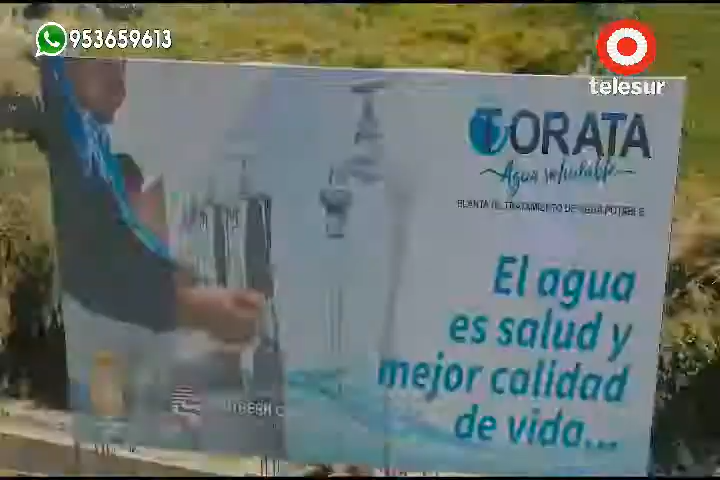 953659613
telesur
TORATA
Agua saludable
PLANTA DE TRATAMIENTO DE AGUA POTABLE
El agua
es salud y
mejor calidad
de vida...